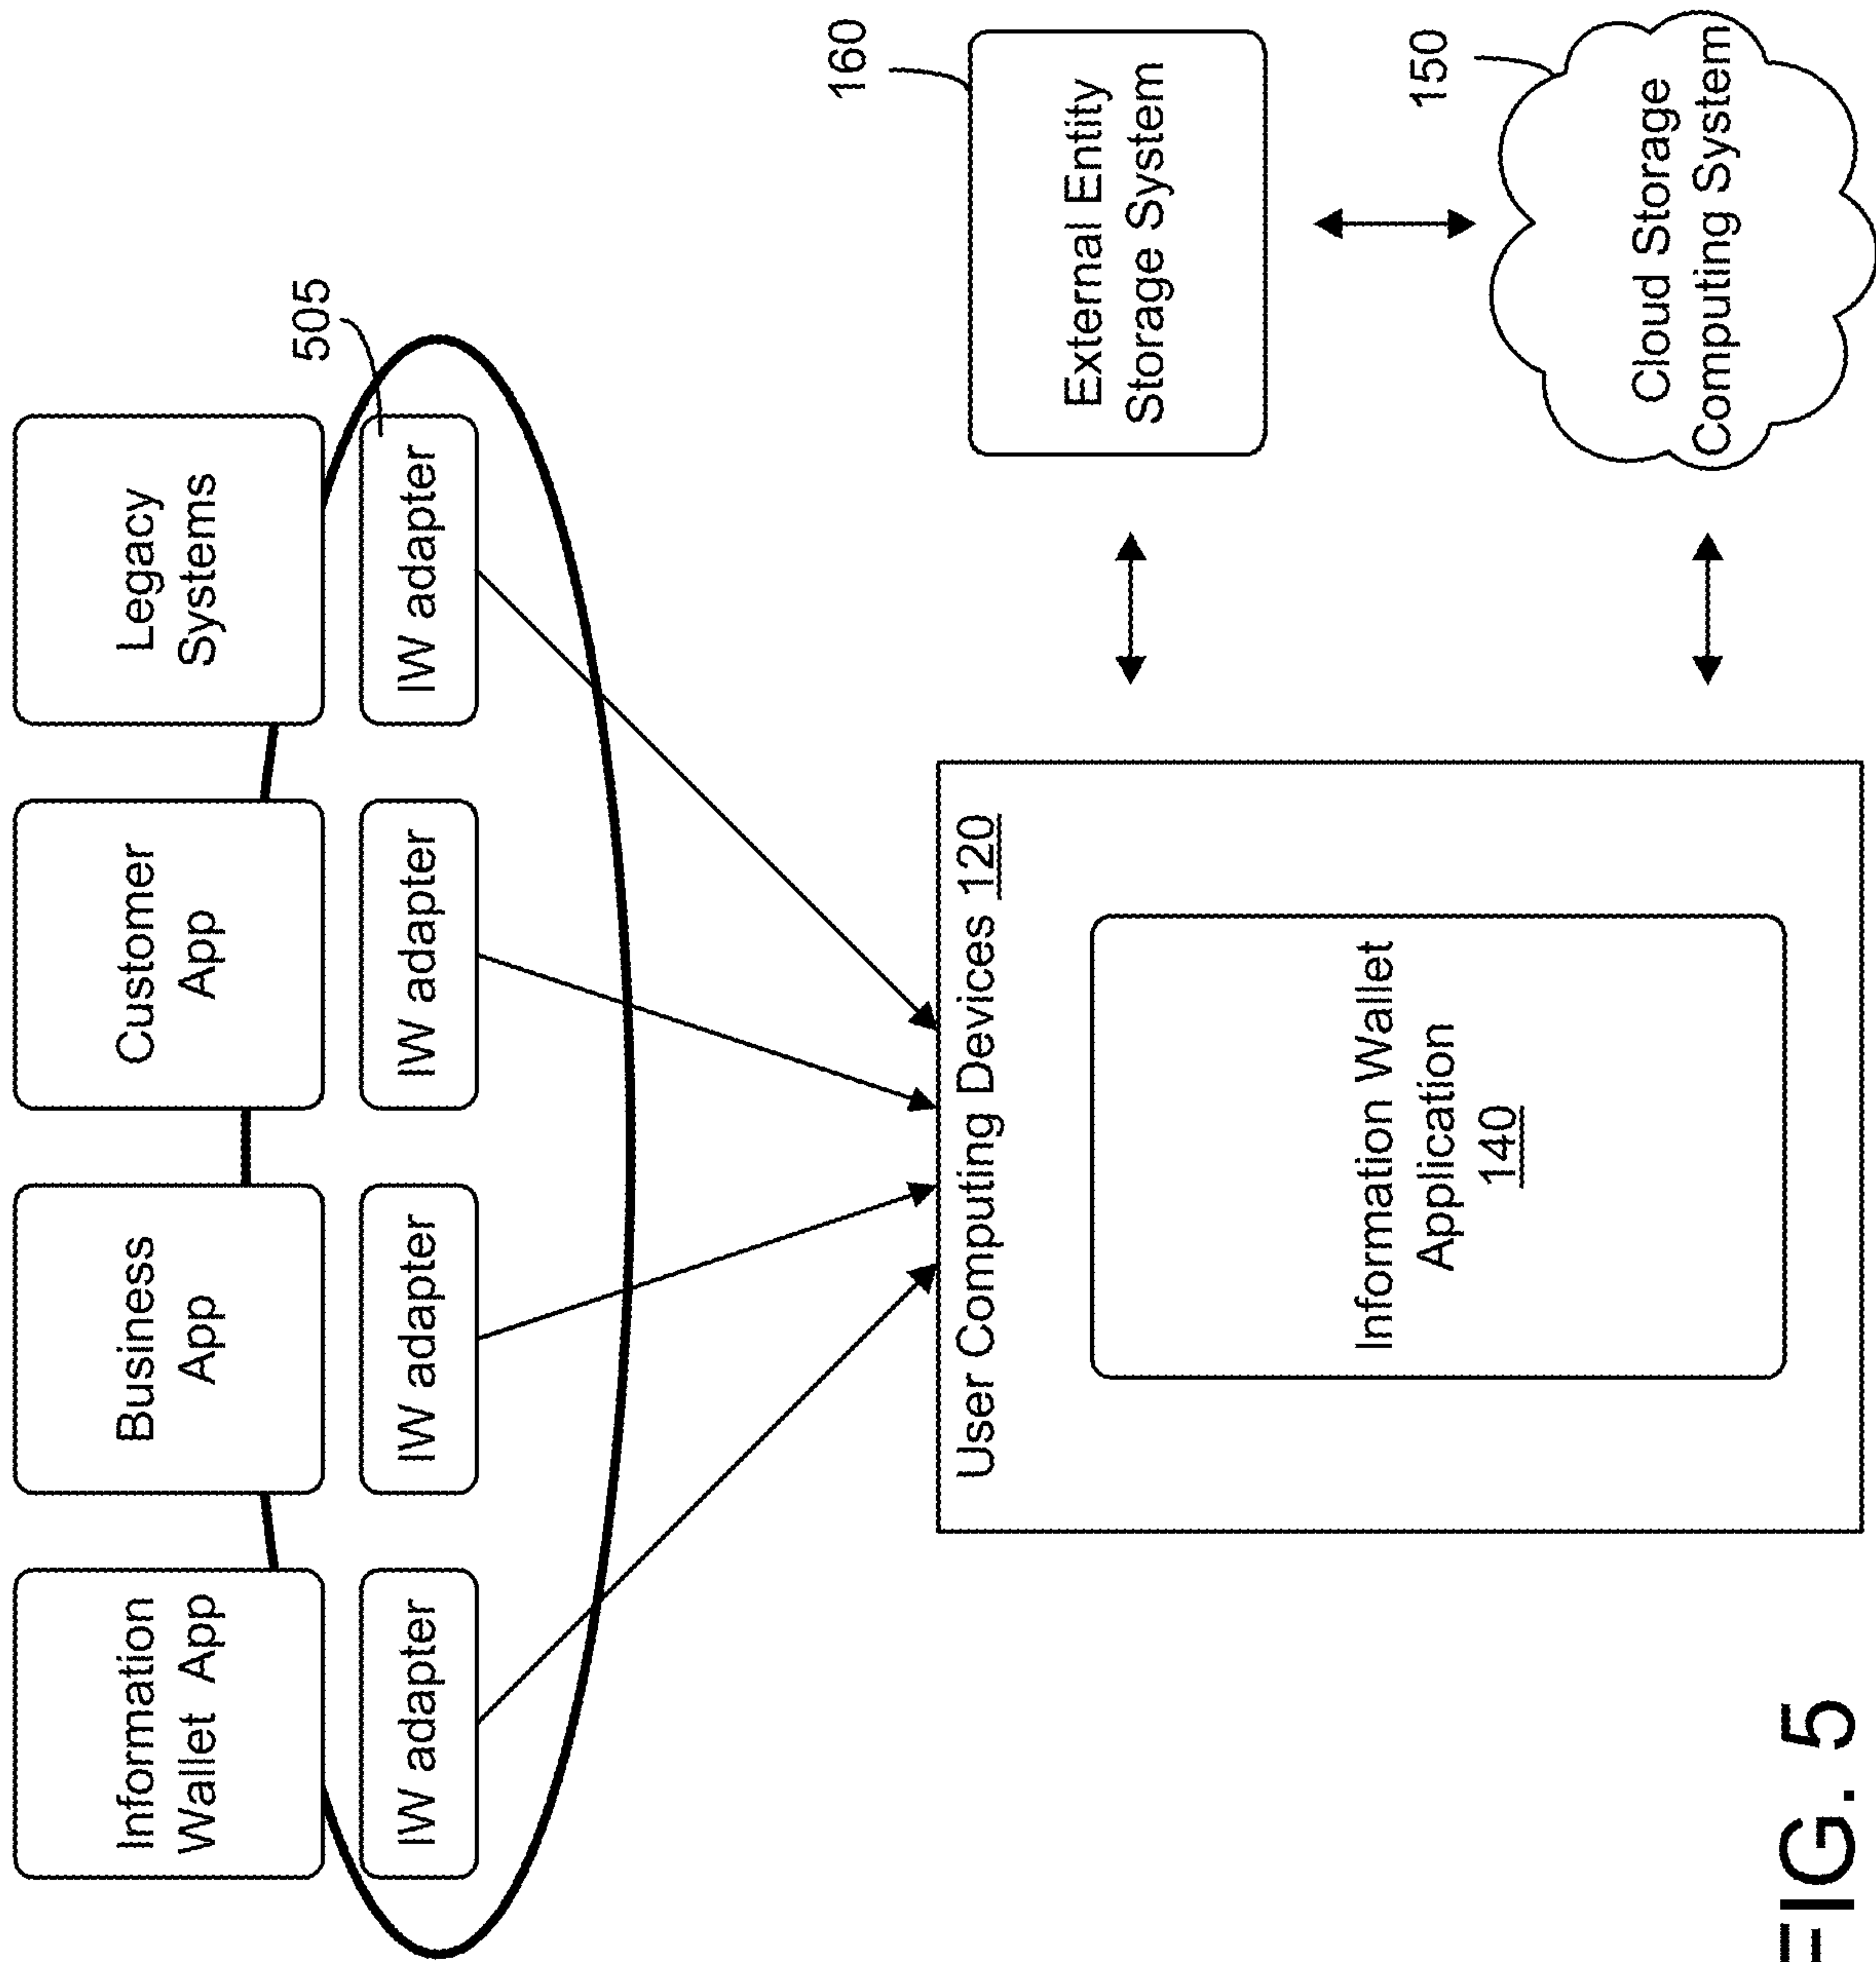 Information
Wallet App
Business
App
Customer
App
Legacy
Systems
505
IW adapter
IW adapter
IW adapter
IW adapter
User Computing Devices 120
Information Wallet
Application
140
160
External Entity
Storage System
150
Cloud Storage
Computing System
FIG. 5